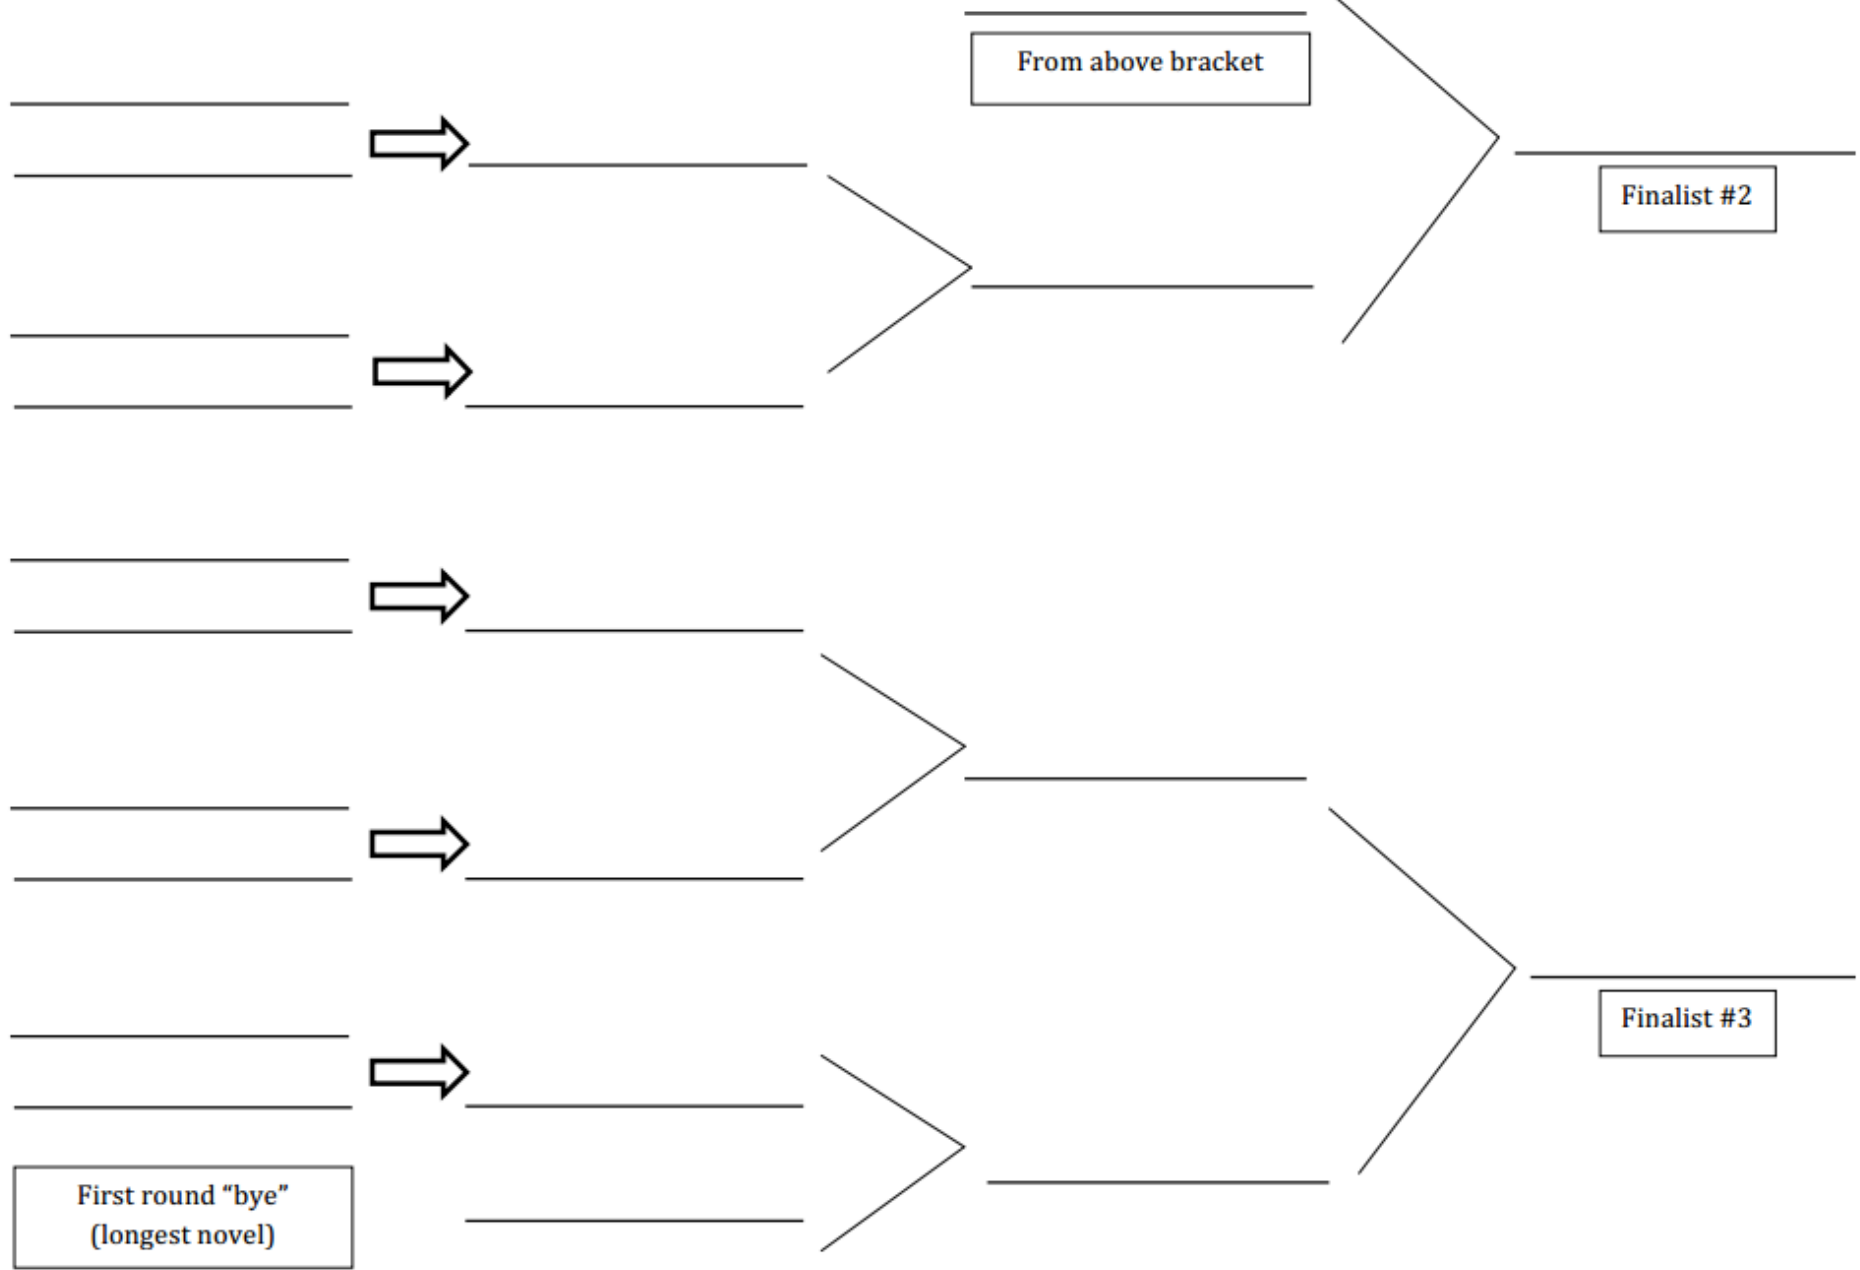 From above bracket
Finalist #2
Finalist #3
First round “bye”
(longest novel)